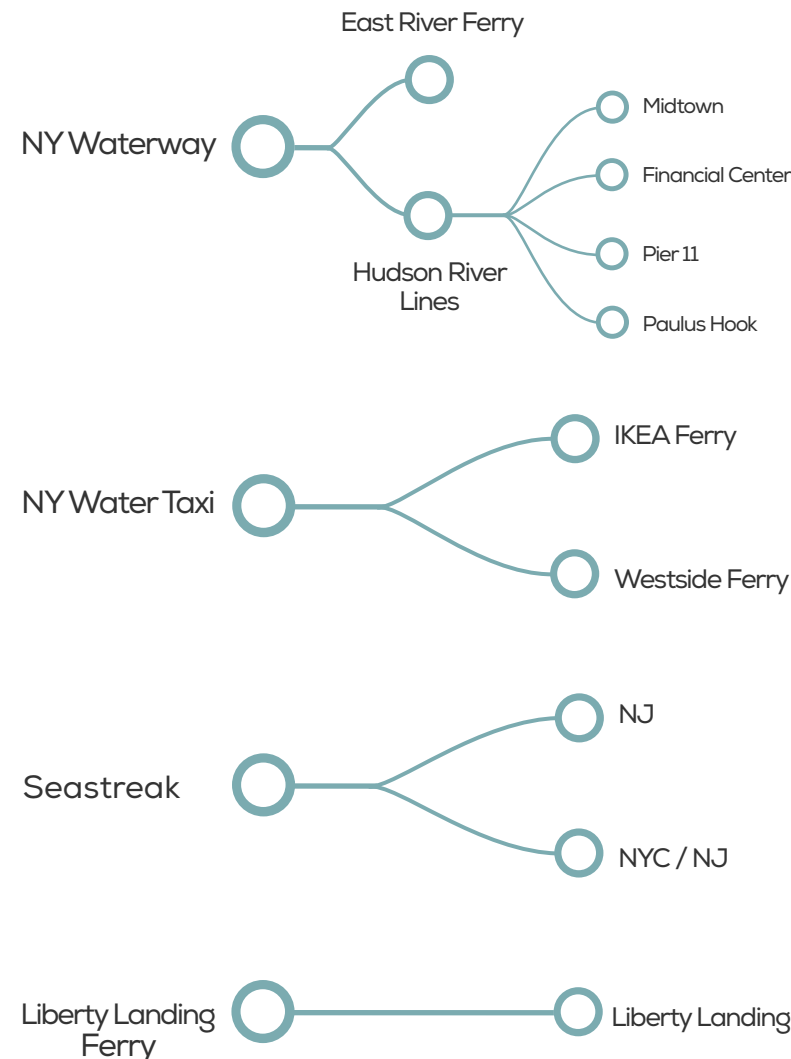 East River Ferry
NY Waterway
Midtown
Financial Center
Pier 11
Hudson River
Lines
Paulus Hook
NY Water Taxi
IKEA Ferry
Westside Ferry
Seastreak
NJ
NYC / NJ
Liberty Landing
Ferry
Liberty Landing